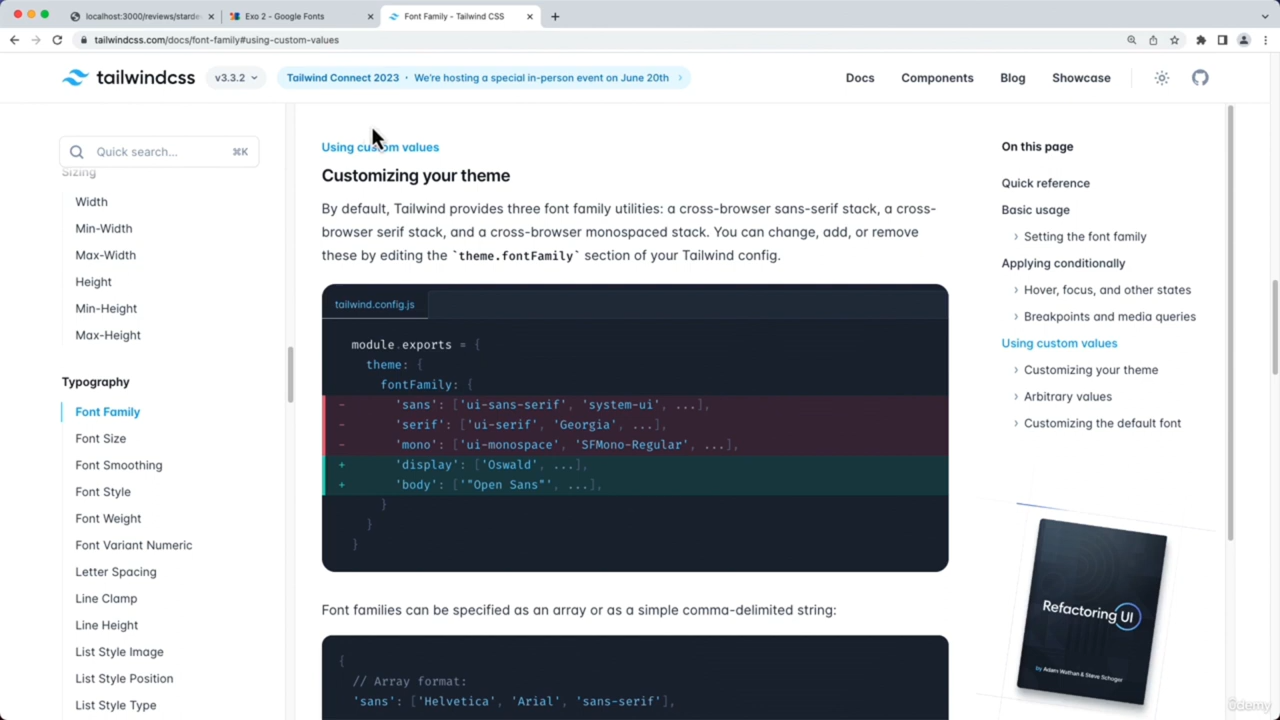 localhost:3000/reviews/starde
Exo 2 - Google Fonts
Font Family - Tailwind CSS
tailwindcss.com/docs/font-family#using-custom-values
tailwindcss
v3.3.2
Tailwind Connect 2023 · We're hosting a special in-person event on June 20th
Docs
Components
Blog
Showcase
Quick search...
⌘K
Sizing
Width
Min-Width
Max-Width
Height
Min-Height
Max-Height
Typography
Font Family
Font Size
Font Smoothing
Font Style
Font Weight
Font Variant Numeric
Letter Spacing
Line Clamp
Line Height
List Style Image
List Style Position
List Style Type
Using custom values
Customizing your theme
By default, Tailwind provides three font family utilities: a cross-browser sans-serif stack, a cross-
browser serif stack, and a cross-browser monospaced stack. You can change, add, or remove
these by editing the `theme.fontFamily` section of your Tailwind config.
tailwind.config.js
module.exports = {
theme: {
fontFamily: {
- 'sans': ['ui-sans-serif', 'system-ui', ...],
- 'serif': ['ui-serif', 'Georgia', ...],
- 'mono': ['ui-monospace', 'SFMono-Regular', ...],
+ 'display': ['Oswald', ...],
+ 'body': ['"Open Sans"', ...],
}
}
}
Font families can be specified as an array or as a simple comma-delimited string:
{
// Array format:
'sans': ['Helvetica', 'Arial', 'sans-serif'],
On this page
Quick reference
Basic usage
Setting the font family
Applying conditionally
Hover, focus, and other states
Breakpoints and media queries
Using custom values
Customizing your theme
Arbitrary values
Customizing the default font
Refactoring UI
by Adam Wathan & Steve Schoger
ûdemy